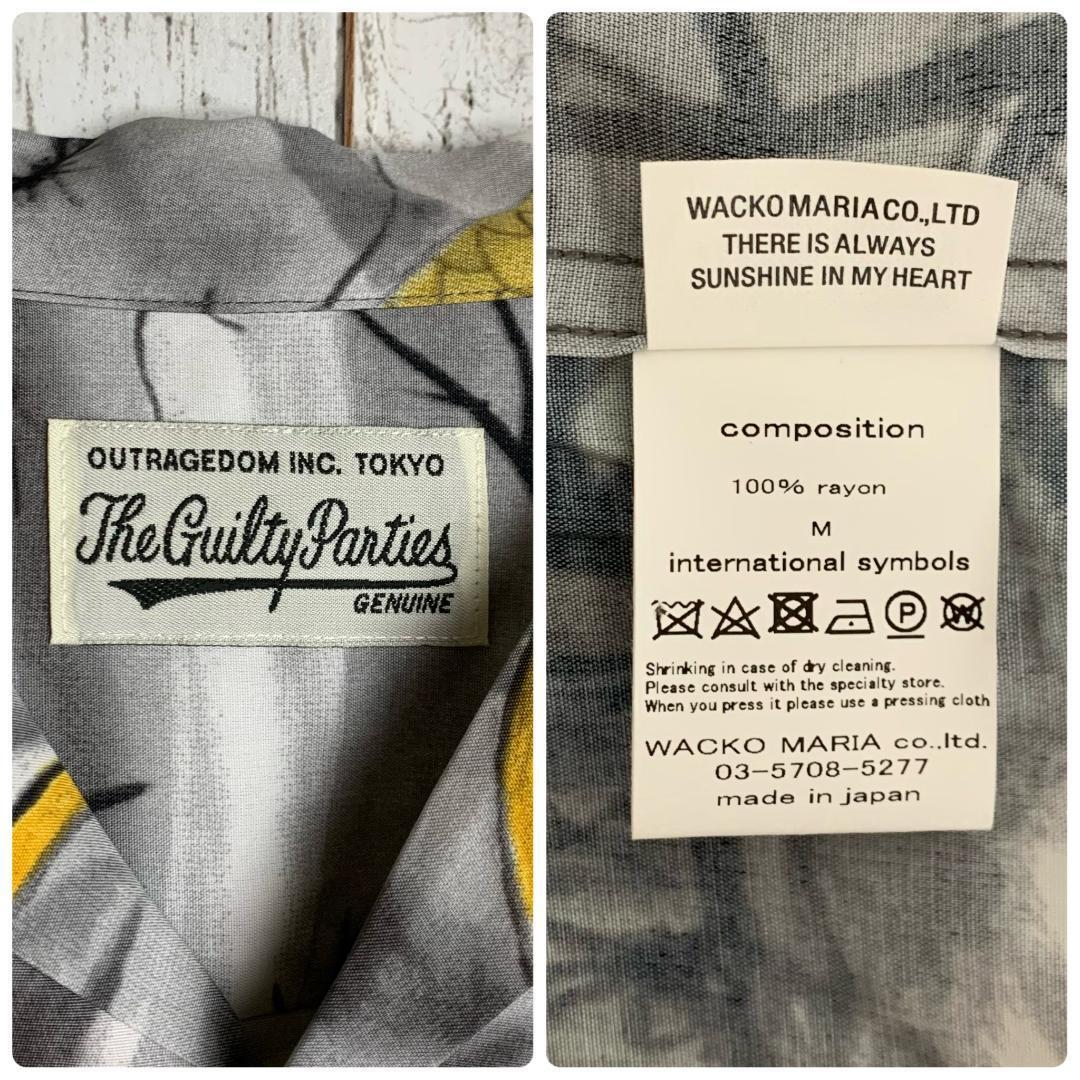 OUTRAGEDOM INC. TOKYO
The Guilty Parties
GENUINE
WACKO MARIA CO.,LTD
THERE IS ALWAYS
SUNSHINE IN MY HEART
composition
100% rayon
M
international symbols
P
W
Shrinking in case of dry cleaning.
Please consult with the specialty store.
When you press it please use a pressing cloth
WACKO MARIA co.,ltd.
03-5708-5277
made in japan